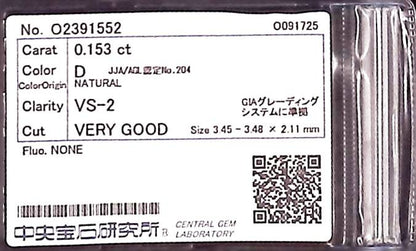 No. O2391552 O091725
Carat 0.153 ct
Color D JJA/AGL認定No.204
ColorOrigin NATURAL
Clarity VS-2 GIAグレーディング
システムに準拠
Cut VERY GOOD Size 3.45 - 3.48 × 2.11 mm
Fluo. NONE
中央宝石研究所® CENTRAL GEM
LABORATORY